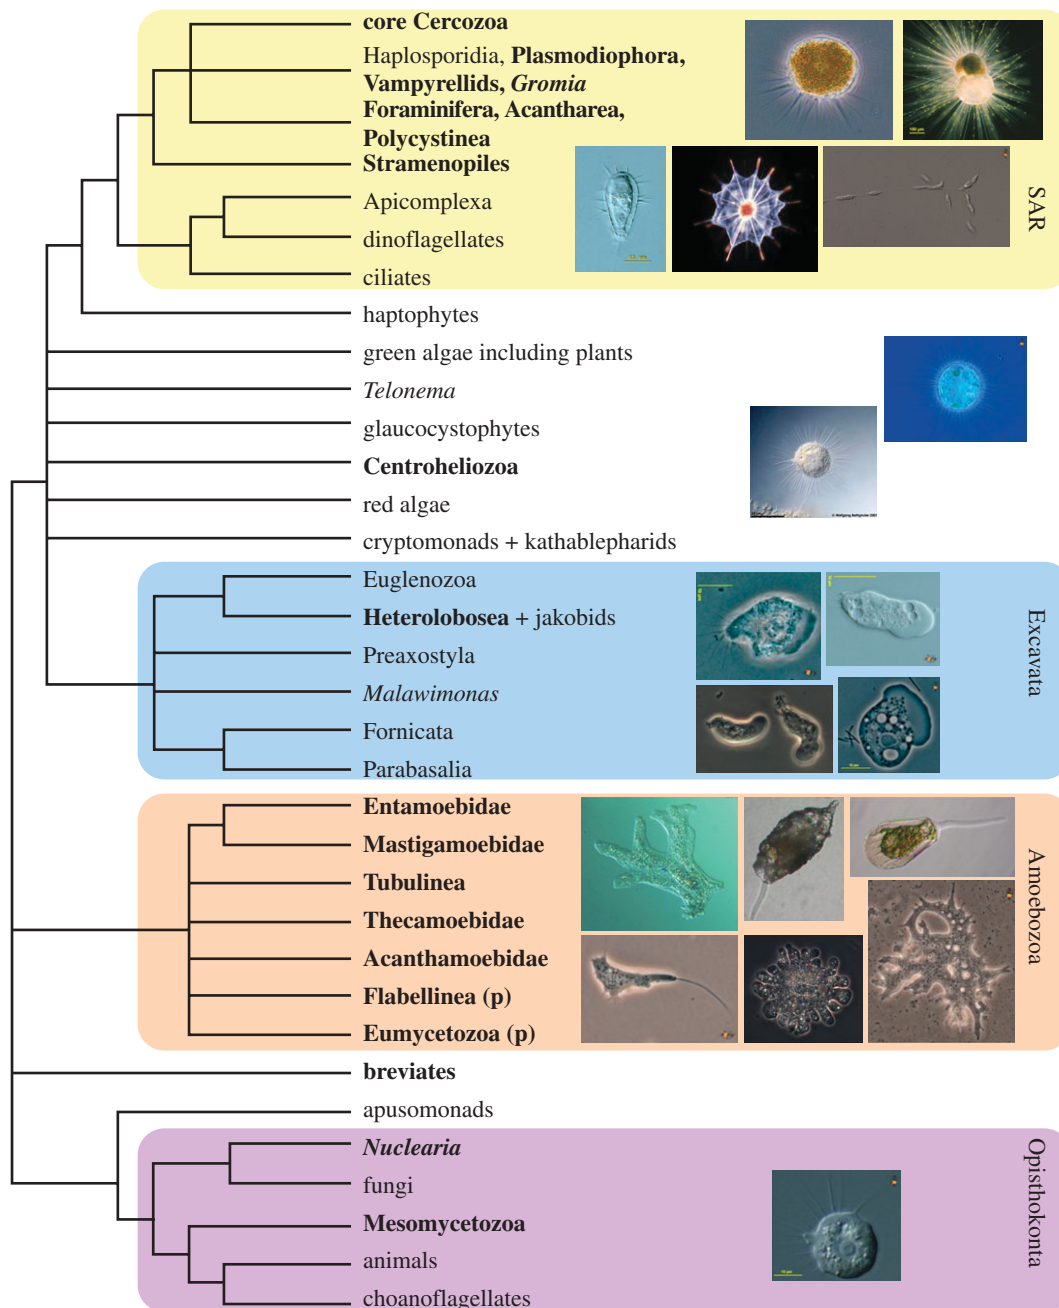 core Cercozoa
Haplosporidia, Plasmodiophora,
Vampyrellids, Gromia
Foraminifera, Acantharea,
Polycystinea
Stramenopiles
Apicomplexa
dinoflagellates
ciliates
SAR
haptophytes
green algae including plants
Telonema
glaucocystophytes
Centroheliozoa
red algae
cryptomonads + kathablepharids
Euglenozoa
Heterolobosea + jakobids
Preaxostyla
Malawimonas
Fornicata
Parabasalia
Excavata
Entamoebidae
Mastigamoebidae
Tubulinea
Thecamoebidae
Acanthamoebidae
Flabellinea (p)
Eumycetozoa (p)
Amoebozoa
breviates
apusomonads
Nuclearia
fungi
Mesomycetozoa
animals
choanoflagellates
Opisthokonta